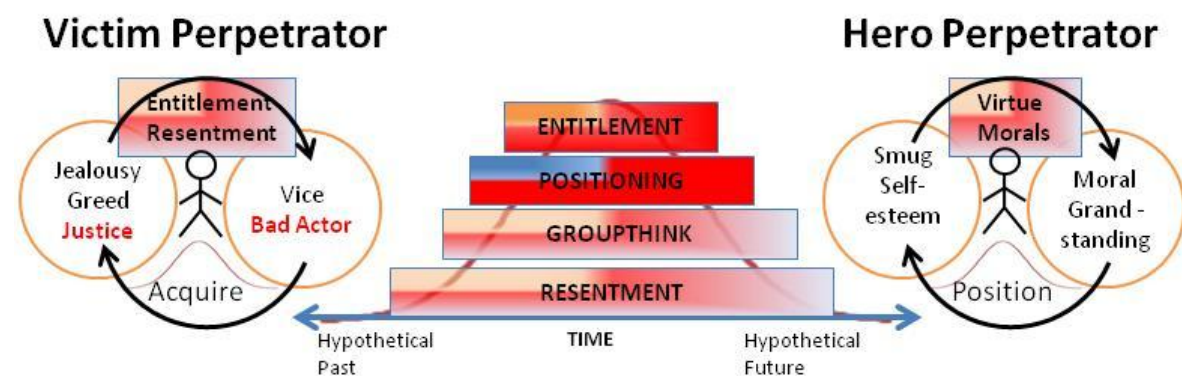 Victim Perpetrator
Hero Perpetrator
Entitlement
Resentment
Jealousy
Greed
Justice
Vice
Bad Actor
Acquire
ENTITLEMENT
POSITIONING
GROUPTHINK
RESENTMENT
Hypothetical
Past
TIME
Hypothetical
Future
Virtue
Morals
Smug
Self-
esteem
Moral
Grand -
standing
Position